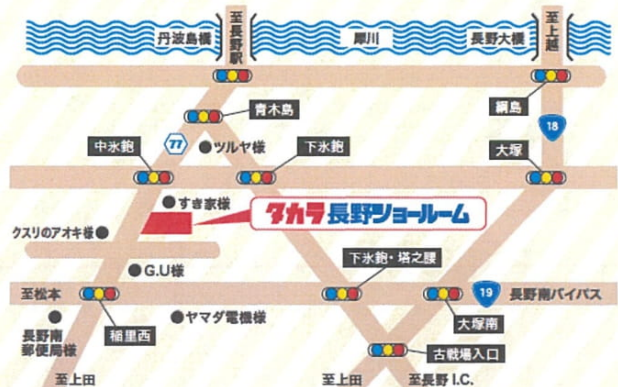 丹波島橋
至長野駅
犀川
長野大橋
至上越
青木島
綱島
77
18
中氷鉋
ツルヤ様
下氷鉋
大塚
すき家様
タカラ長野ショールーム
クスリのアオキ様
G.U様
下氷鉋・塔之腰
至松本
19
長野南バイパス
長野南
郵便局様
稲里西
ヤマダ電機様
大塚南
古戦場入口
至上田
至上田
至長野I.C.